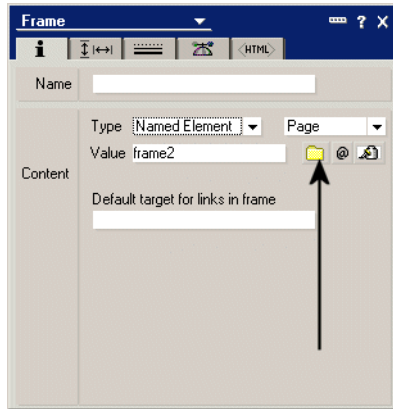 Frame ?
i <HTML>
Name
Type Named Element Page
Value frame2 @
Content
Default target for links in frame